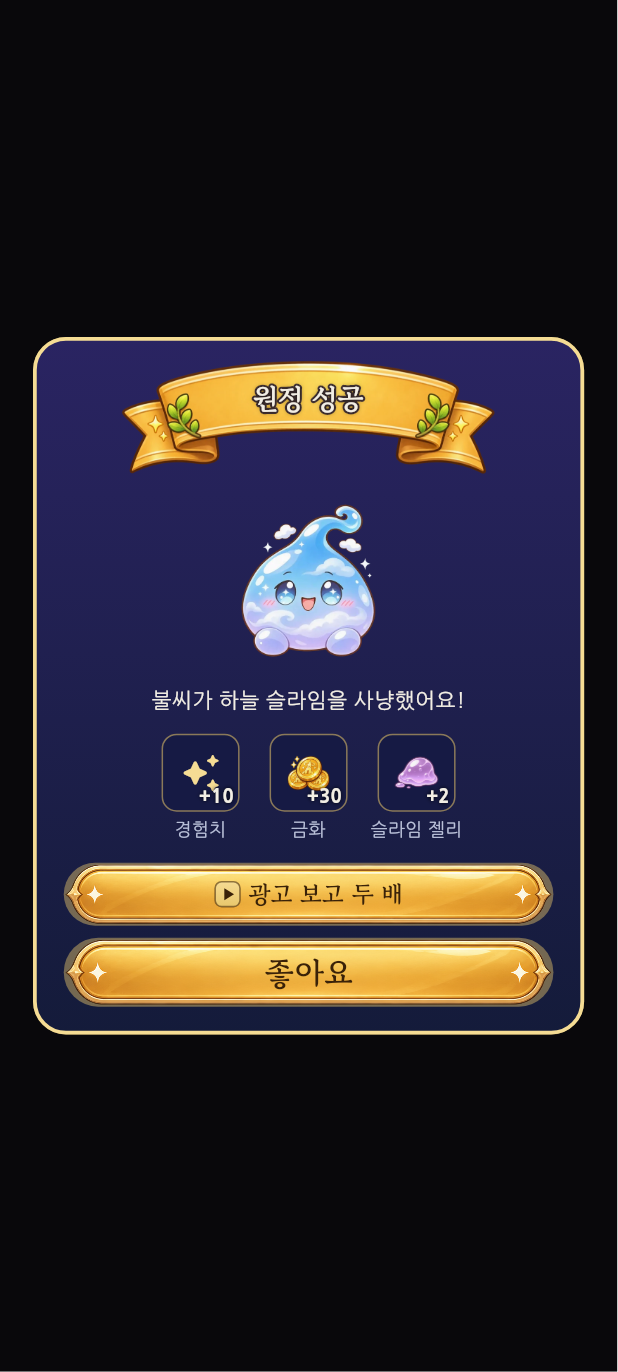 원정 성공
불씨가 하늘 슬라임을 사냥했어요!
+10
+30
+2
경험치
금화
슬라임 젤리
광고 보고 두 배
좋아요